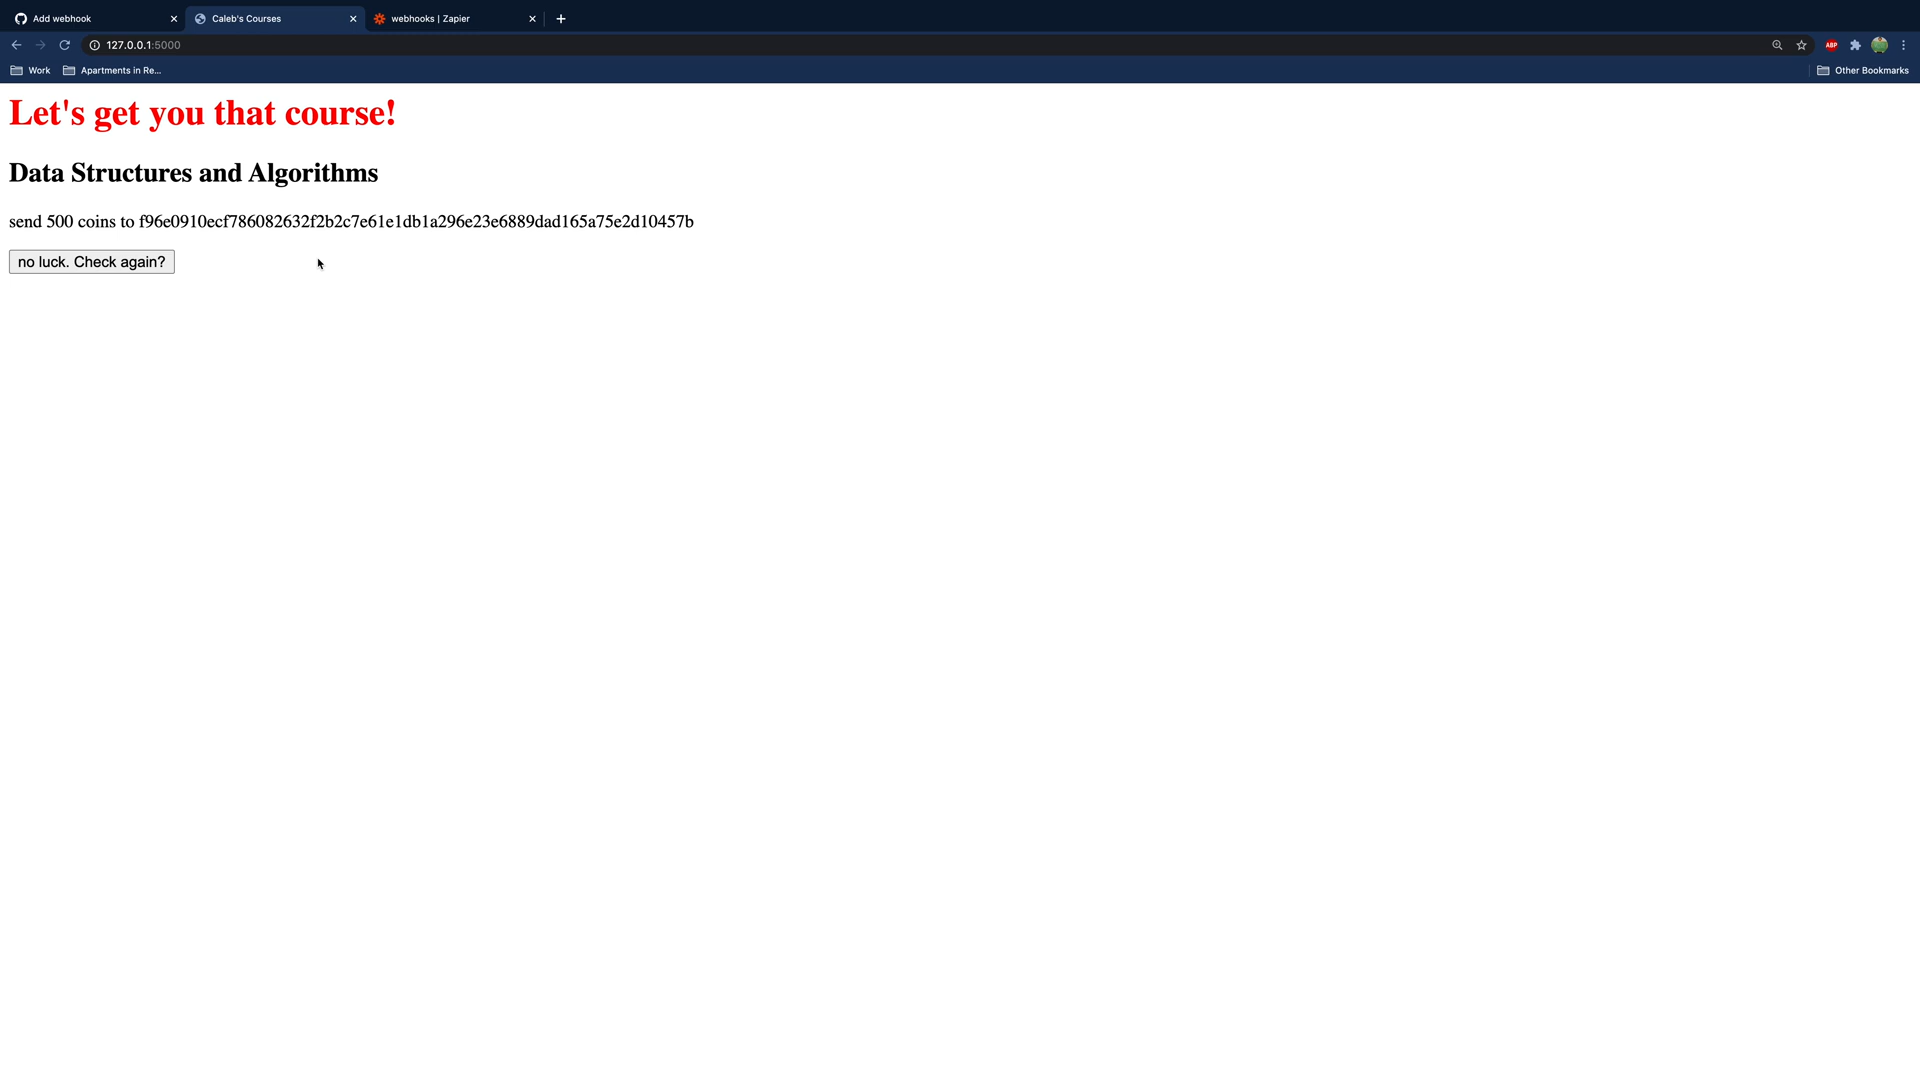 Add webhook
Caleb's Courses
webhooks | Zapier
127.0.0.1:5000
ABP
Work
Apartments in Re...
Other Bookmarks
Let's get you that course!
Data Structures and Algorithms
send 500 coins to f96e0910ecf786082632f2b2c7e61e1db1a296e23e6889dad165a75e2d10457b
no luck. Check again?